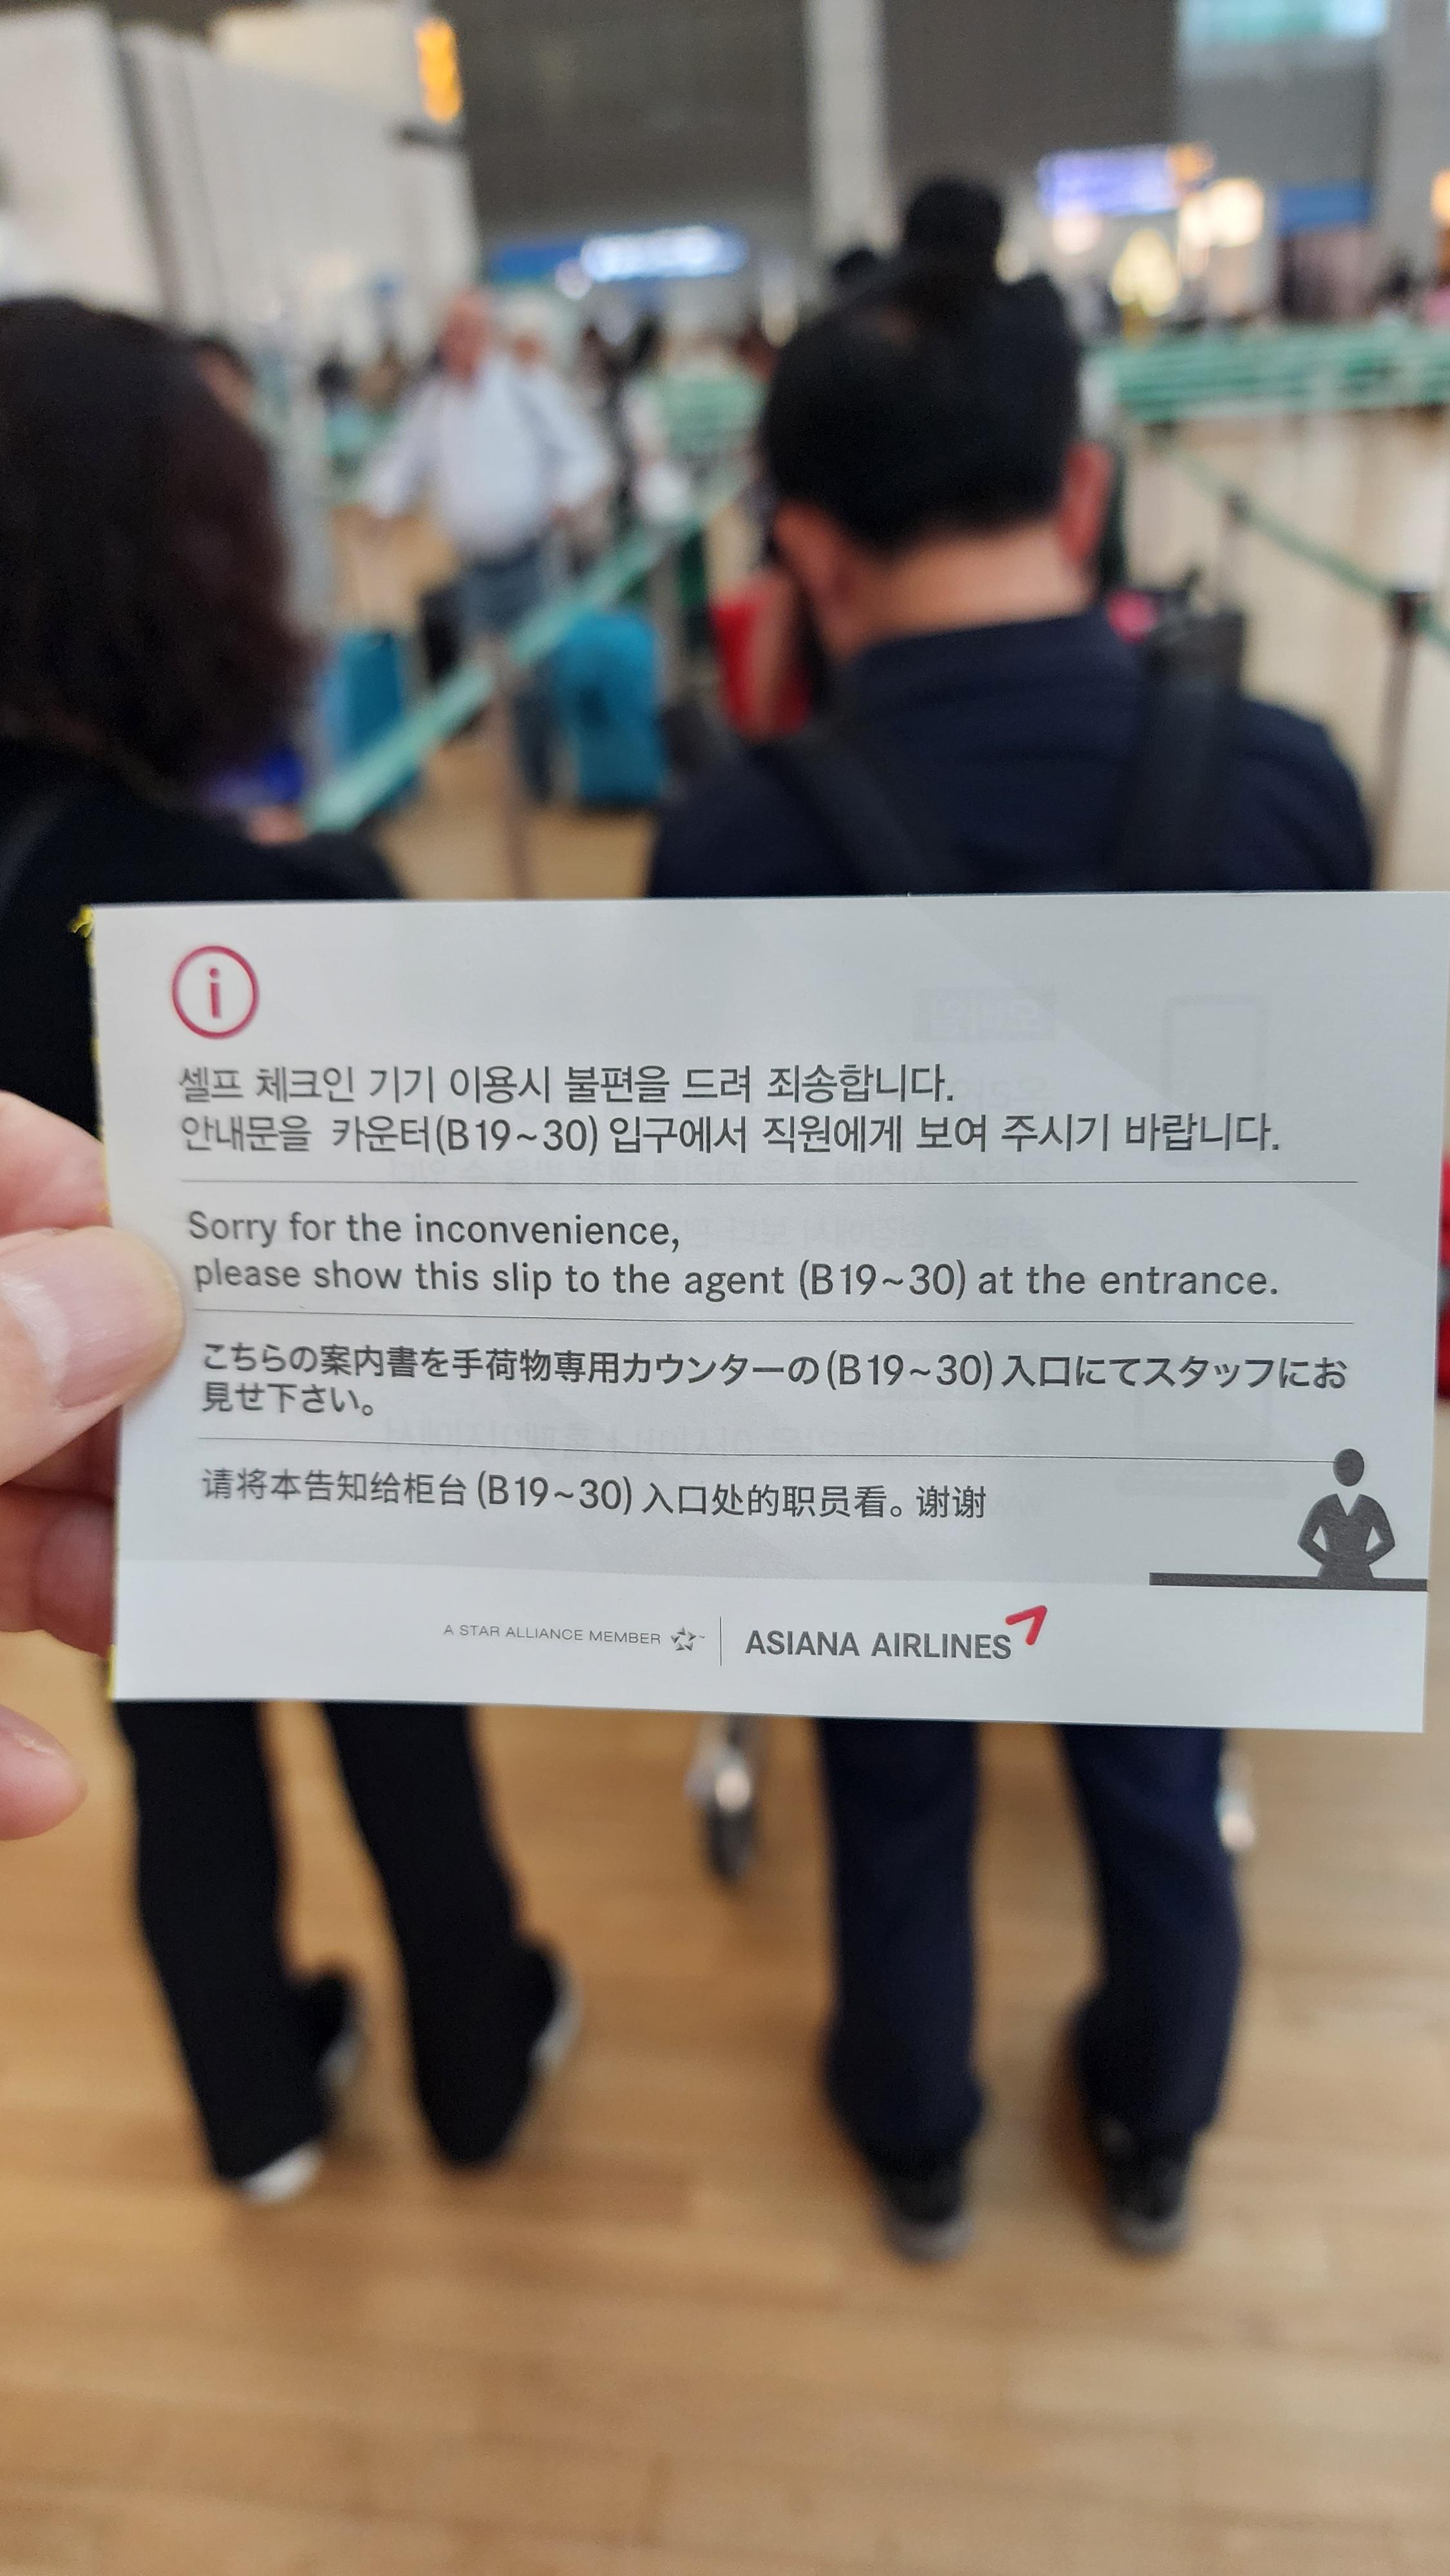 i
셀프 체크인 기기 이용시 불편을 드려 죄송합니다.
안내문을 카운터(B19~30) 입구에서 직원에게 보여 주시기 바랍니다.
Sorry for the inconvenience,
please show this slip to the agent (B19~30) at the entrance.
こちらの案内書を手荷物専用カウンターの(B19~30)入口にてスタッフにお
見せ下さい。
请将本告知给柜台(B19~30)入口处的职员看。谢谢
A STAR ALLIANCE MEMBER
ASIANA AIRLINES